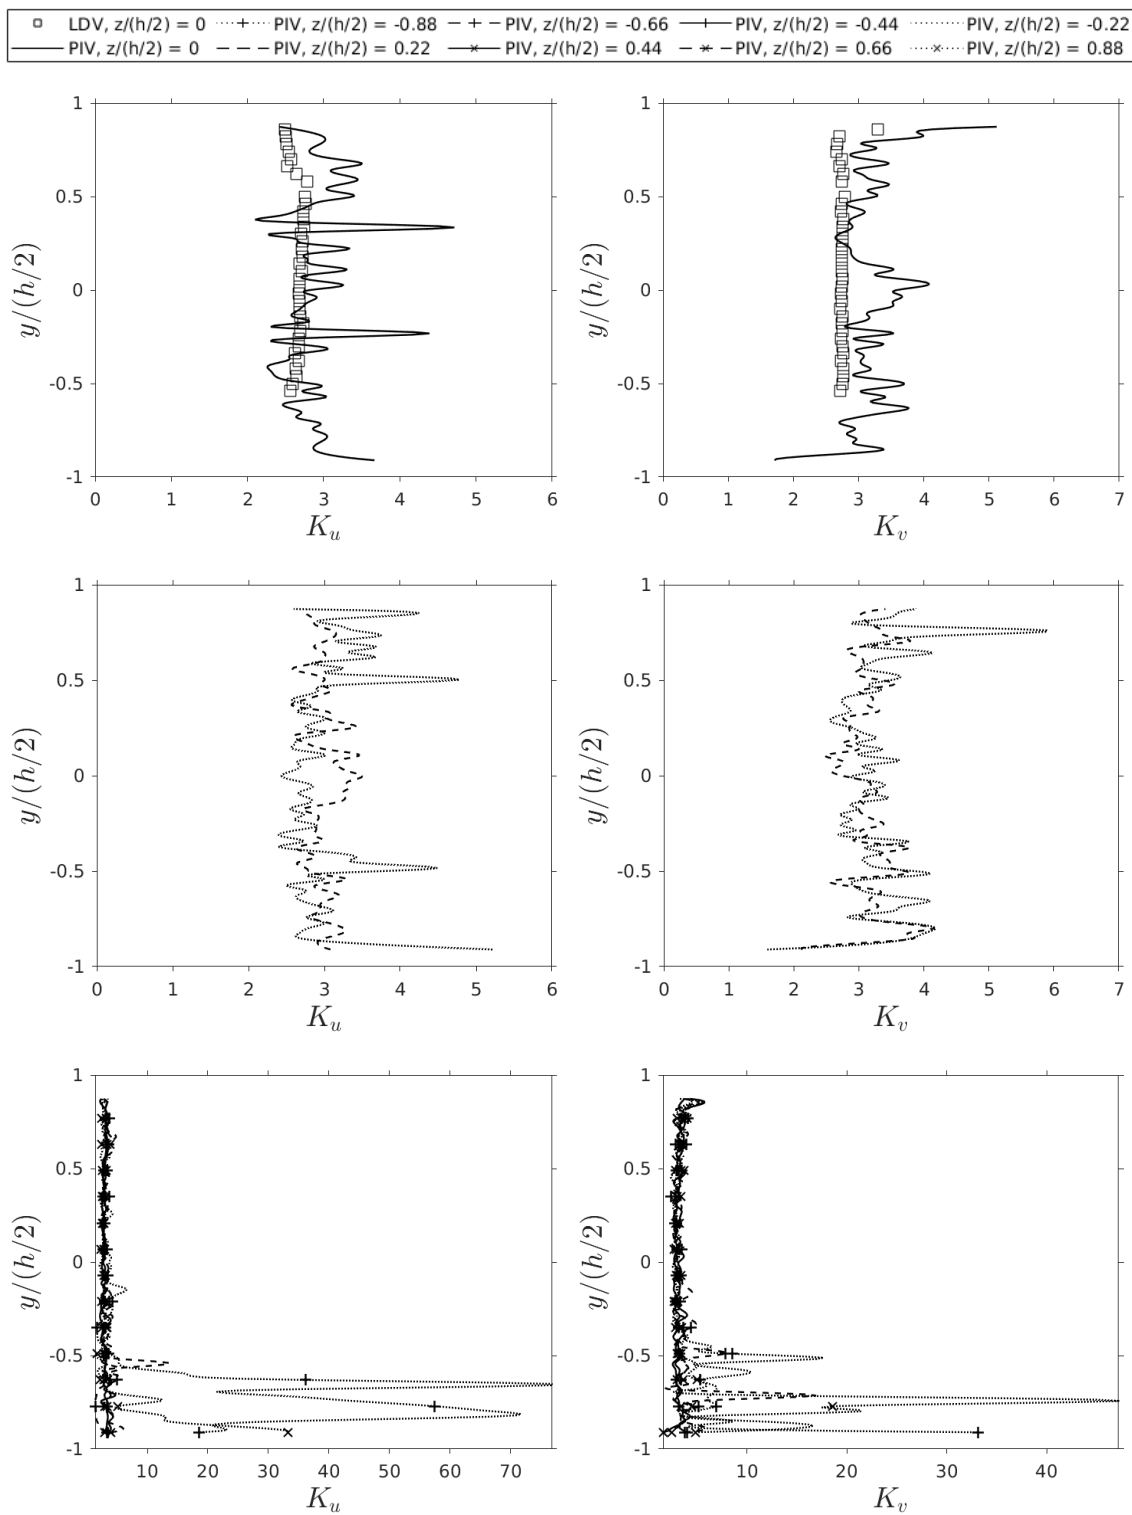 LDV, z/(h/2) = 0 PIV, z/(h/2) = -0.88 PIV, z/(h/2) = -0.66 PIV, z/(h/2) = -0.44 PIV, z/(h/2) = -0.22
PIV, z/(h/2) = 0 PIV, z/(h/2) = 0.22 PIV, z/(h/2) = 0.44 PIV, z/(h/2) = 0.66 PIV, z/(h/2) = 0.88
1
0.5
0
-0.5
-1
y/(h/2)
0 1 2 3 4 5 6
K_u
1
0.5
0
-0.5
-1
y/(h/2)
0 1 2 3 4 5 6 7
K_v
1
0.5
0
-0.5
-1
y/(h/2)
0 1 2 3 4 5 6
K_u
1
0.5
0
-0.5
-1
y/(h/2)
0 1 2 3 4 5 6 7
K_v
1
0.5
0
-0.5
-1
y/(h/2)
10 20 30 40 50 60 70
K_u
1
0.5
0
-0.5
-1
y/(h/2)
10 20 30 40
K_v